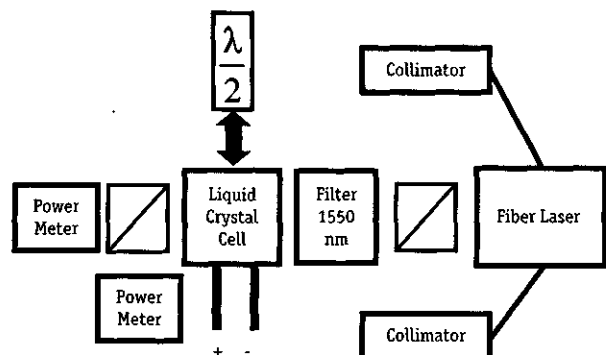 λ
2
Collimator
Power
Meter
Liquid
Crystal
Cell
Filter
1550
nm
Fiber Laser
Power
Meter
+ -
Collimator